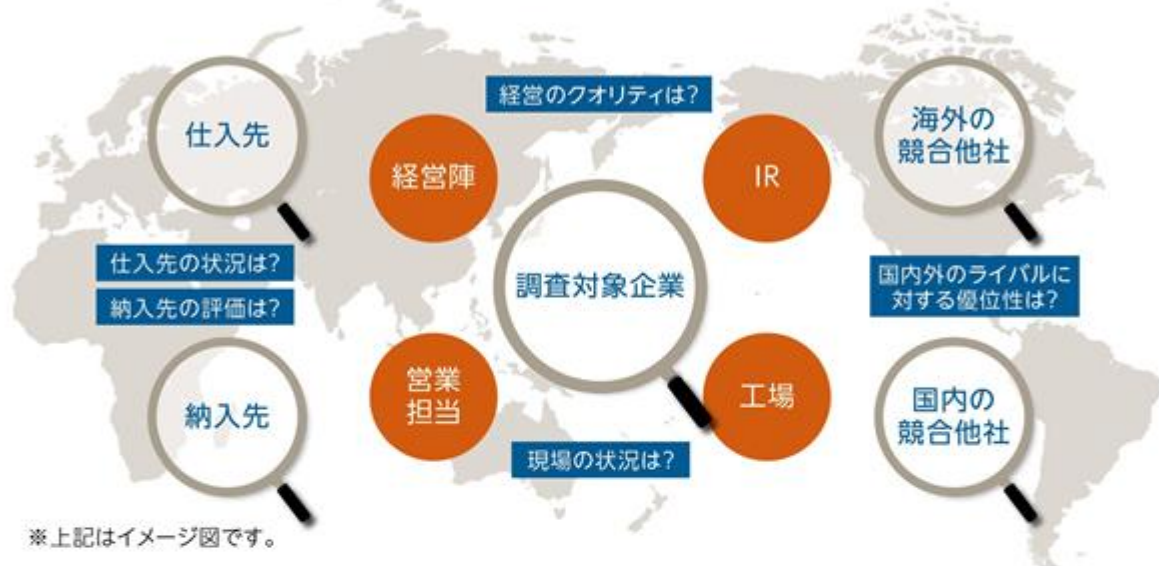 経営のクオリティは?
仕入先
経営陣
IR
海外の
競合他社
仕入先の状況は?
納入先の評価は?
調査対象企業
国内外のライバルに
対する優位性は?
納入先
営業
担当
工場
国内の
競合他社
現場の状況は?
※上記はイメージ図です。